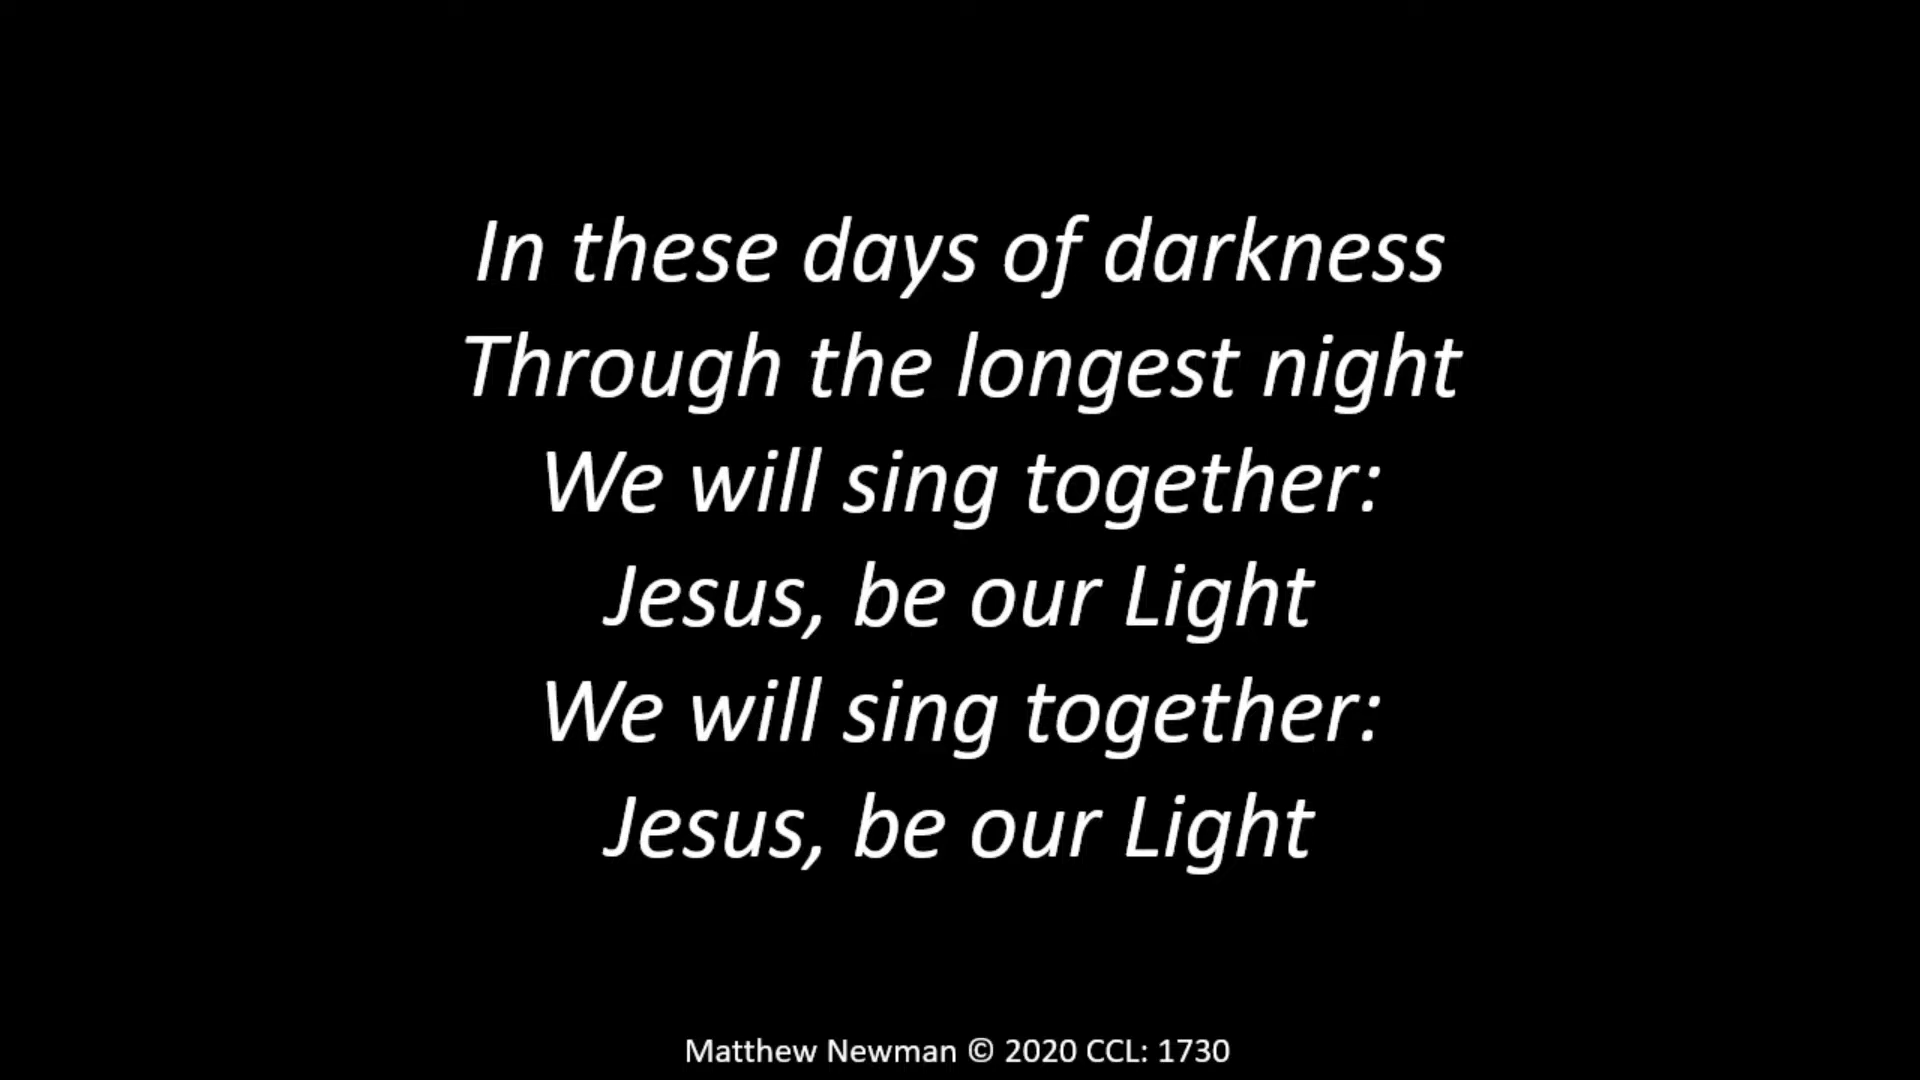 In these days of darkness
Through the longest night
We will sing together:
Jesus, be our Light
We will sing together:
Jesus, be our Light
Matthew Newman © 2020 CCL: 1730